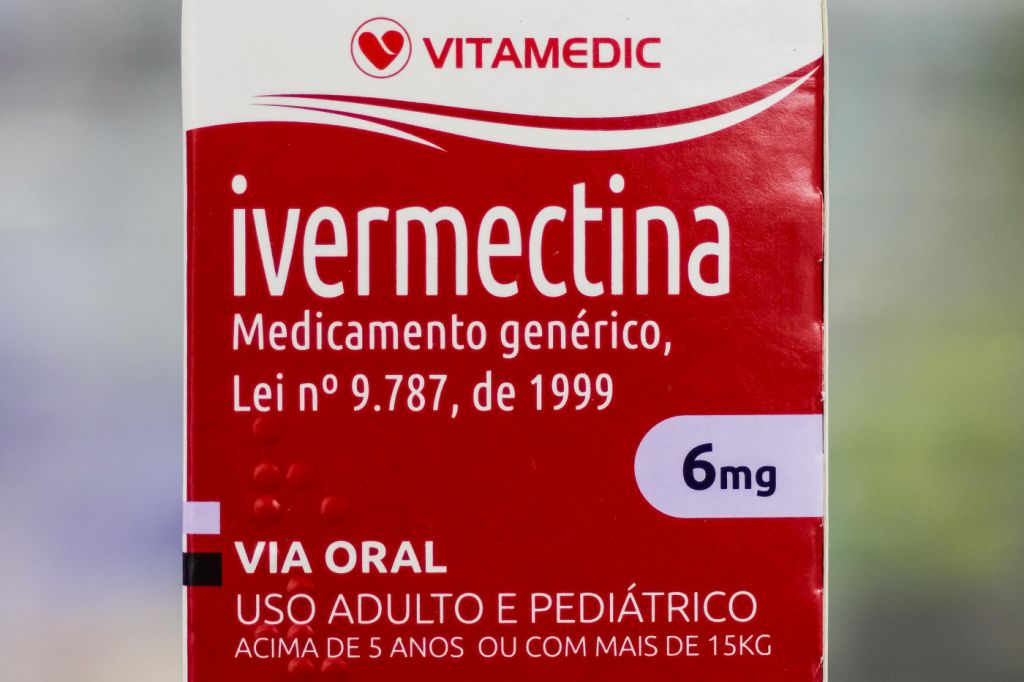 VITAMEDIC
ivermectina
Medicamento genérico,
Lei nº 9.787, de 1999
6mg
VIA ORAL
USO ADULTO E PEDIÁTRICO
ACIMA DE 5 ANOS OU COM MAIS DE 15KG